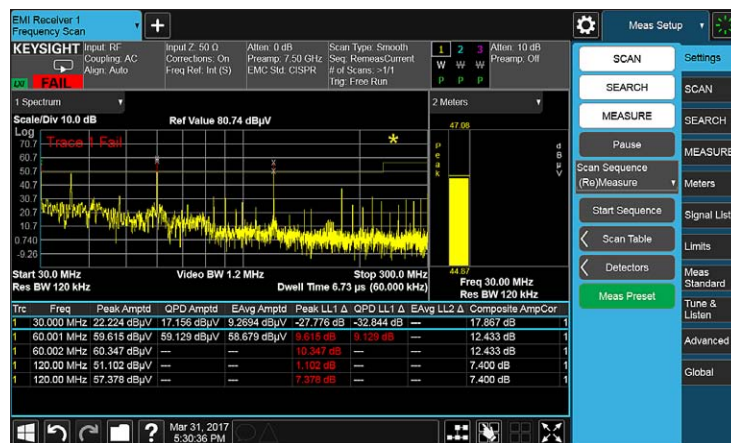 EMI Receiver 1
Frequency Scan
Meas Setup
KEYSIGHT
Input: RF
Coupling: AC
Align: Auto
Input Z: 50 Ω
Corrections: On
Freq Ref: Int (S)
Atten: 0 dB
Preamp: 7.50 GHz
EMC Std: CISPR
Scan Type: Smooth
Seq: RemeasCurrent
# of Scans: >1/1
Trig: Free Run
1 2 3
W W W
P P P
Atten: 10 dB
Preamp: Off
LXI
FAIL
1 Spectrum
Scale/Div 10.0 dB
Ref Value 80.74 dBµV
Log
Trace 1 Fail
70.7
60.7
50.7
40.7
30.7
20.7
10.7
0.740
-9.26
Start 30.0 MHz
Video BW 1.2 MHz
Stop 300.0 MHz
Res BW 120 kHz
Dwell Time 6.73 µs (60.000 kHz)
2 Meters
47.08
Peak
dBµV
44.87
Freq 30.00 MHz
Res BW 120 kHz
Trc Freq Peak Amptd QPD Amptd EAvg Amptd Peak LL1 Δ QPD LL1 Δ EAvg LL2 Δ Composite AmpCor
1 30.000 MHz 22.224 dBµV 17.156 dBµV 9.2694 dBµV -27.776 dB -32.844 dB --- 17.867 dB 1
1 60.001 MHz 59.615 dBµV 59.129 dBµV 58.679 dBµV 9.615 dB 9.129 dB --- 12.433 dB 1
1 60.002 MHz 60.347 dBµV --- --- 10.347 dB --- --- 12.433 dB 1
1 120.00 MHz 51.102 dBµV --- --- 1.102 dB --- --- 7.400 dB 1
1 120.00 MHz 57.378 dBµV --- --- 7.378 dB --- --- 7.400 dB 1
Mar 31, 2017
5:30:36 PM
SCAN
SEARCH
MEASURE
Pause
Scan Sequence
(Re)Measure
Start Sequence
Scan Table
Detectors
Meas Preset
Settings
SCAN
SEARCH
MEASURE
Meters
Signal List
Limits
Meas
Standard
Tune &
Listen
Advanced
Global